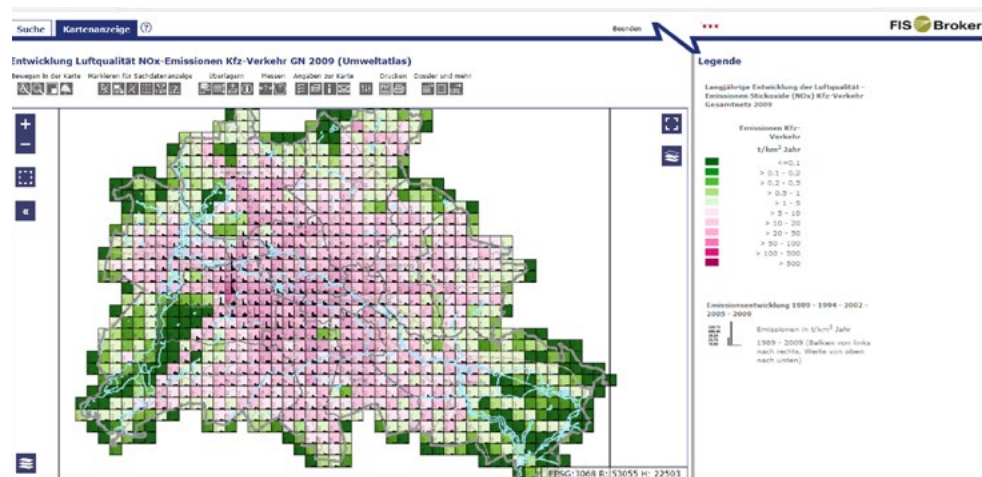 Suche Kartenanzeige ? Beenden FIS Broker
Entwicklung Luftqualität NOx-Emissionen Kfz-Verkehr GN 2009 (Umweltatlas)
Bewegen in der Karte Markieren für Sachdatenanzeige Überlagern Messen Angaben zur Karte Drucken Dossier und mehr
Legende
Langjährige Entwicklung der Luftqualität -
Emissionen Stickoxide (NOx) Kfz-Verkehr
Gesamtnetz 2009
Emissionen Kfz-
Verkehr
t/km² Jahr
<=0.1
> 0.1 - 0.2
> 0.2 - 0.5
> 0.5 - 1
> 1 - 5
> 5 - 10
> 10 - 20
> 20 - 50
> 50 - 100
> 100 - 500
> 500
Emissionsentwicklung 1989 - 1994 - 2002 -
2005 - 2009
Emissionen in t/km² Jahr
1989 - 2009 (Balken von links
nach rechts, Werte von oben
nach unten)
EPSG:3068 R: 53055 H: 22503